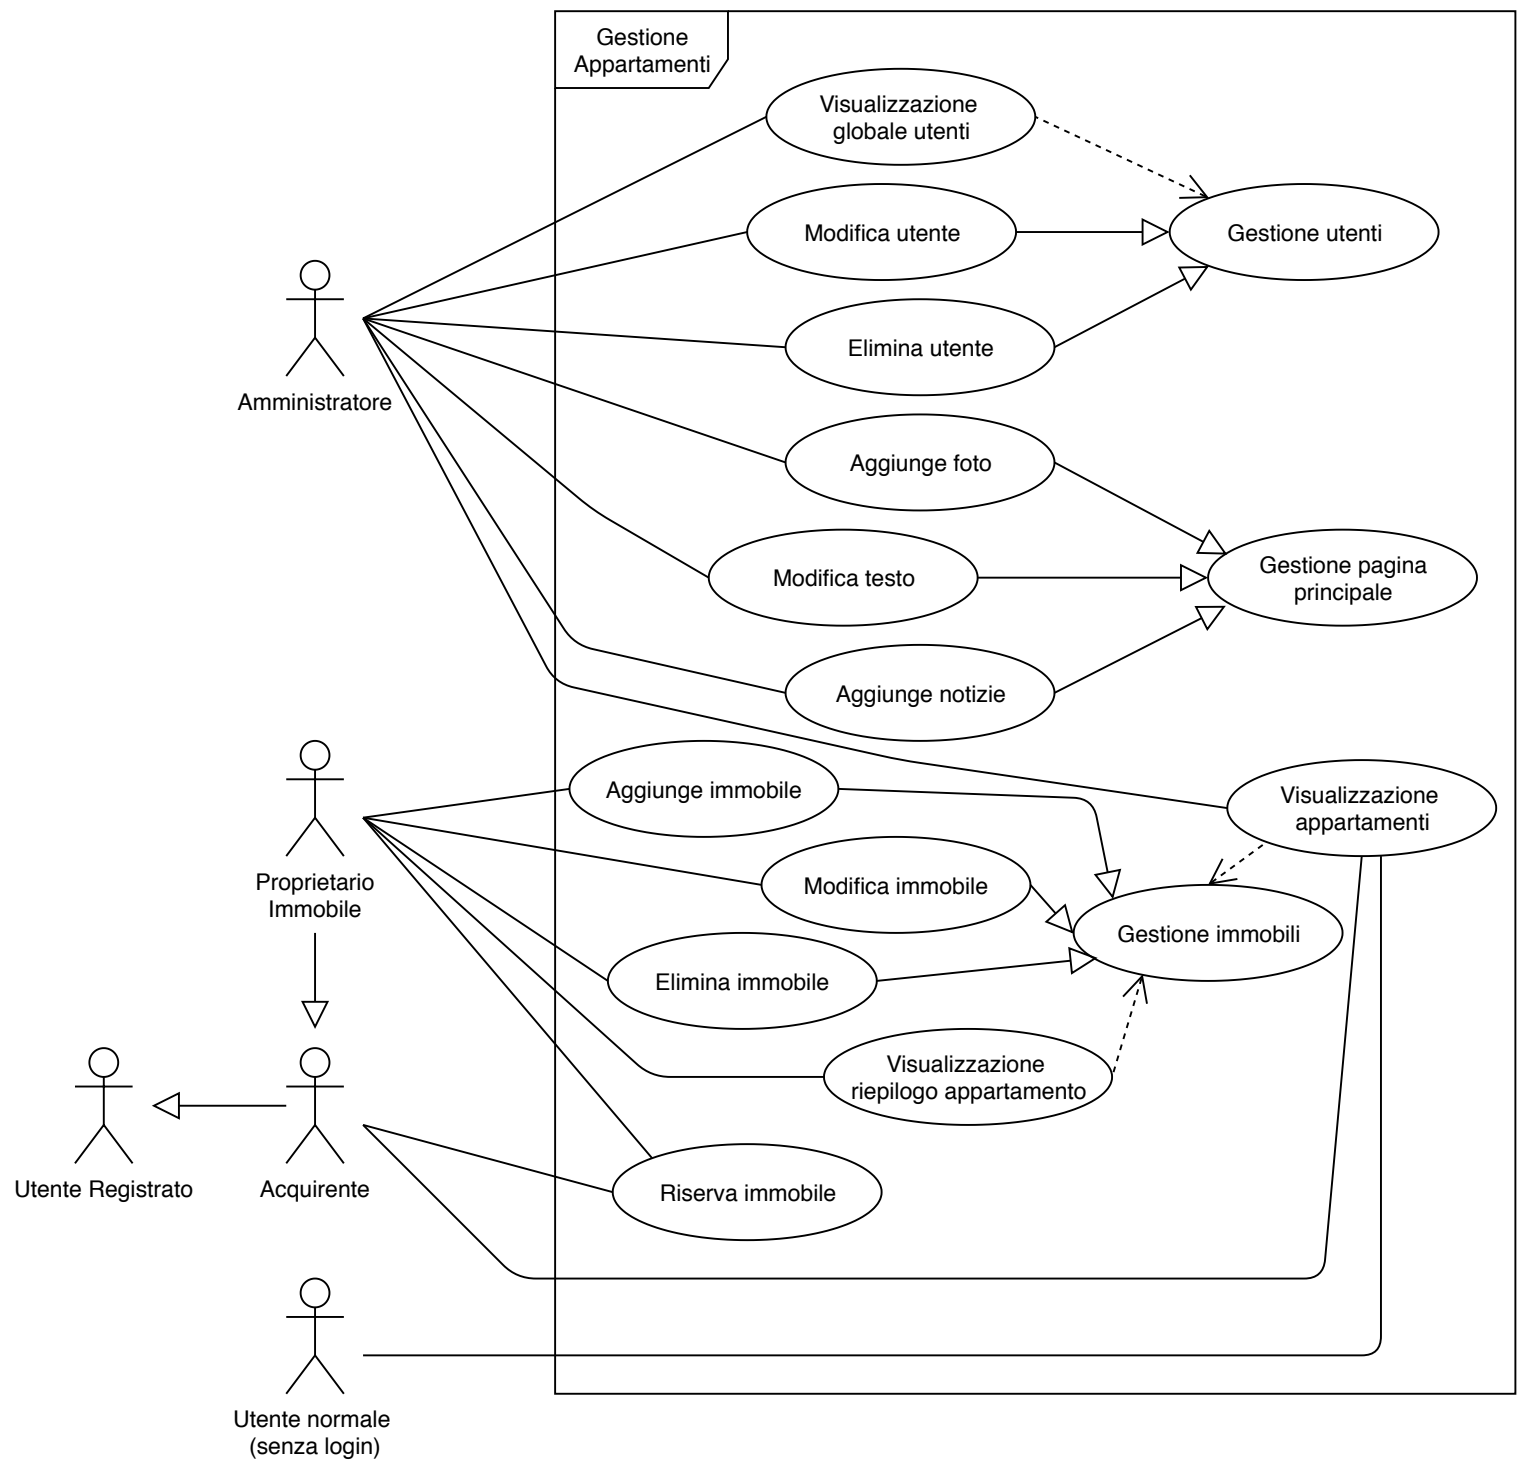 Gestione
Appartamenti
Visualizzazione
globale utenti
Modifica utente
Gestione utenti
Elimina utente
Amministratore
Aggiunge foto
Modifica testo
Gestione pagina
principale
Aggiunge notizie
Aggiunge immobile
Visualizzazione
appartamenti
Proprietario
Immobile
Modifica immobile
Gestione immobili
Elimina immobile
Visualizzazione
riepilogo appartamento
Utente Registrato
Acquirente
Riserva immobile
Utente normale
(senza login)